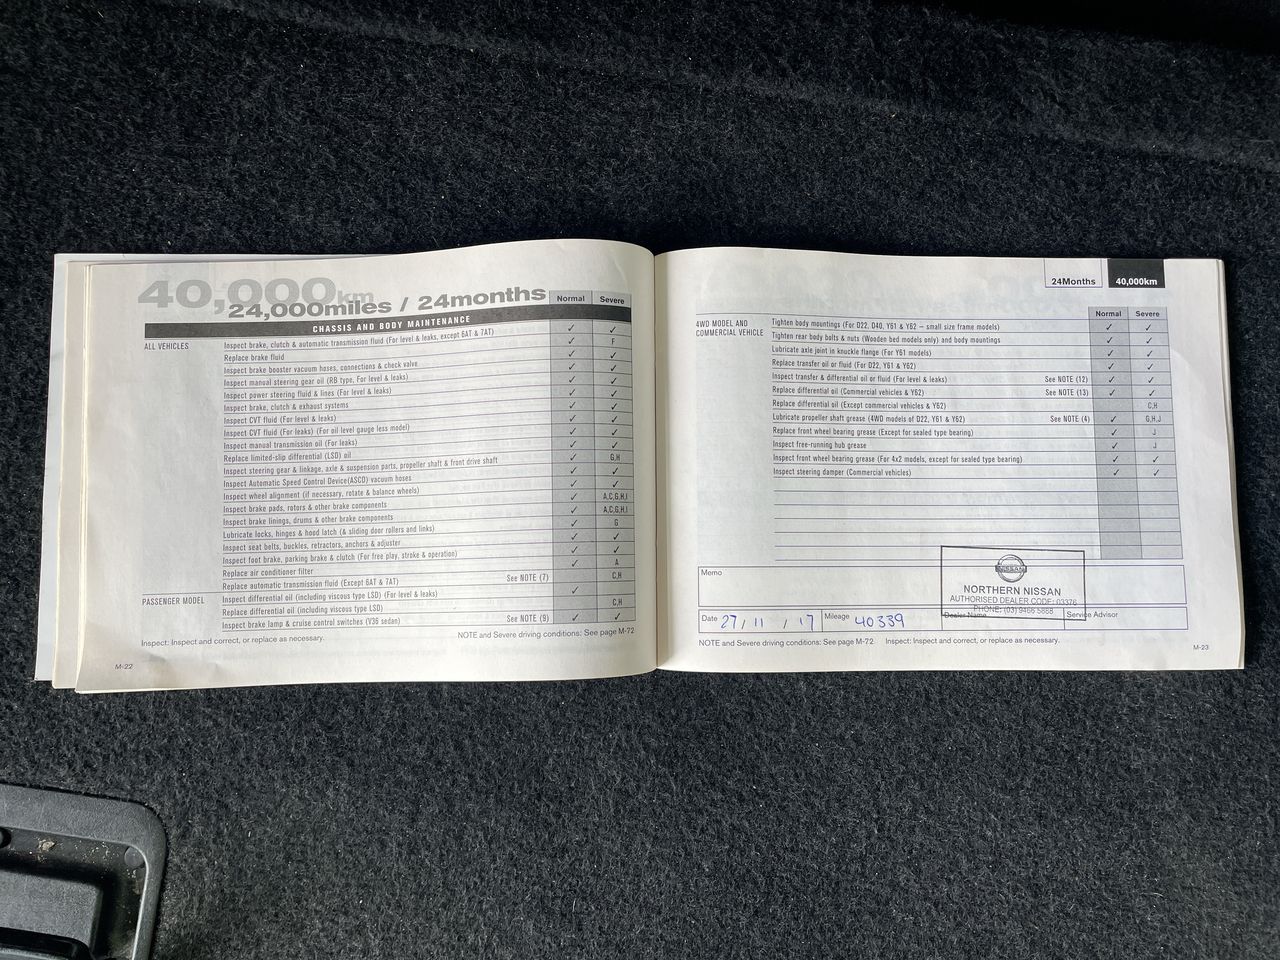 40,000km
24,000miles / 24months
Normal Severe
CHASSIS AND BODY MAINTENANCE
ALL VEHICLES
Inspect brake, clutch & automatic transmission fluid (For level & leaks, except 6AT & 7AT) ✓ ✓
Replace brake fluid ✓ F
Inspect brake booster vacuum hoses, connections & check valve ✓ ✓
Inspect manual steering gear oil (RB type, For level & leaks) ✓ ✓
Inspect power steering fluid & lines (For level & leaks) ✓ ✓
Inspect brake, clutch & exhaust systems ✓ ✓
Inspect CVT fluid (For level & leaks) ✓ ✓
Inspect CVT fluid (For leaks) (For oil level gauge less model) ✓ ✓
Inspect manual transmission oil (For leaks) ✓ ✓
Replace limited-slip differential (LSD) oil ✓ ✓
Inspect steering gear & linkage, axle & suspension parts, propeller shaft & front drive shaft ✓ G,H
Inspect Automatic Speed Control Device(ASCD) vacuum hoses ✓ ✓
Inspect wheel alignment (if necessary, rotate & balance wheels) ✓ ✓
Inspect brake pads, rotors & other brake components ✓ A,C,G,H,I
Inspect brake linings, drums & other brake components ✓ A,C,G,H,I
Lubricate locks, hinges & hood latch (& sliding door rollers and links) ✓ G
Inspect seat belts, buckles, retractors, anchors & adjuster ✓ ✓
Inspect foot brake, parking brake & clutch (For free play, stroke & operation) ✓ ✓
Replace air conditioner filter ✓ A
Replace automatic transmission fluid (Except 6AT & 7AT) See NOTE (7) C,H
PASSENGER MODEL
Inspect differential oil (including viscous type LSD) (For level & leaks) ✓
Replace differential oil (including viscous type LSD) C,H
Inspect brake lamp & cruise control switches (V36 sedan) See NOTE (9) ✓ ✓
Inspect: Inspect and correct, or replace as necessary.
NOTE and Severe driving conditions: See page M-72
M-22
24Months 40,000km
Normal Severe
4WD MODEL AND
COMMERCIAL VEHICLE
Tighten body mountings (For D22, D40, Y61 & Y62 – small size frame models) ✓ ✓
Tighten rear body bolts & nuts (Wooden bed models only) and body mountings ✓ ✓
Lubricate axle joint in knuckle flange (For Y61 models) ✓ ✓
Replace transfer oil or fluid (For D22, Y61 & Y62) ✓ ✓
Inspect transfer & differential oil or fluid (For level & leaks) See NOTE (12) ✓ ✓
Replace differential oil (Commercial vehicles & Y62) See NOTE (13) ✓ ✓
Replace differential oil (Except commercial vehicles & Y62) C,H
Lubricate propeller shaft grease (4WD models of D22, Y61 & Y62) See NOTE (4) ✓ G,H,J
Replace front wheel bearing grease (Except for sealed type bearing) ✓ J
Inspect free-running hub grease ✓ ✓
Inspect front wheel bearing grease (For 4x2 models, except for sealed type bearing) ✓ ✓
Inspect steering damper (Commercial vehicles) ✓ ✓
Memo
NISSAN
NORTHERN NISSAN
AUTHORISED DEALER CODE: 03376
PHONE: (03) 9466 5888
Date 27 / 11 / 17 Mileage 40339 Dealer Name Service Advisor
NOTE and Severe driving conditions: See page M-72 Inspect: Inspect and correct, or replace as necessary.
M-23